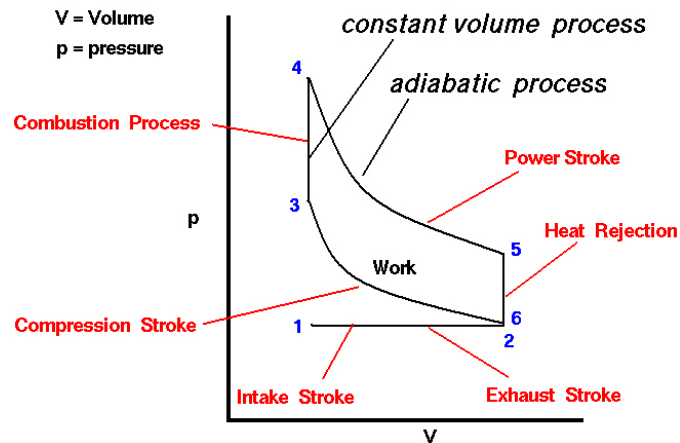 V = Volume
p = pressure
constant volume process
4
adiabatic process
Combustion Process
Power Stroke
3
p
5
Heat Rejection
Work
6
Compression Stroke
1
2
Intake Stroke
Exhaust Stroke
V